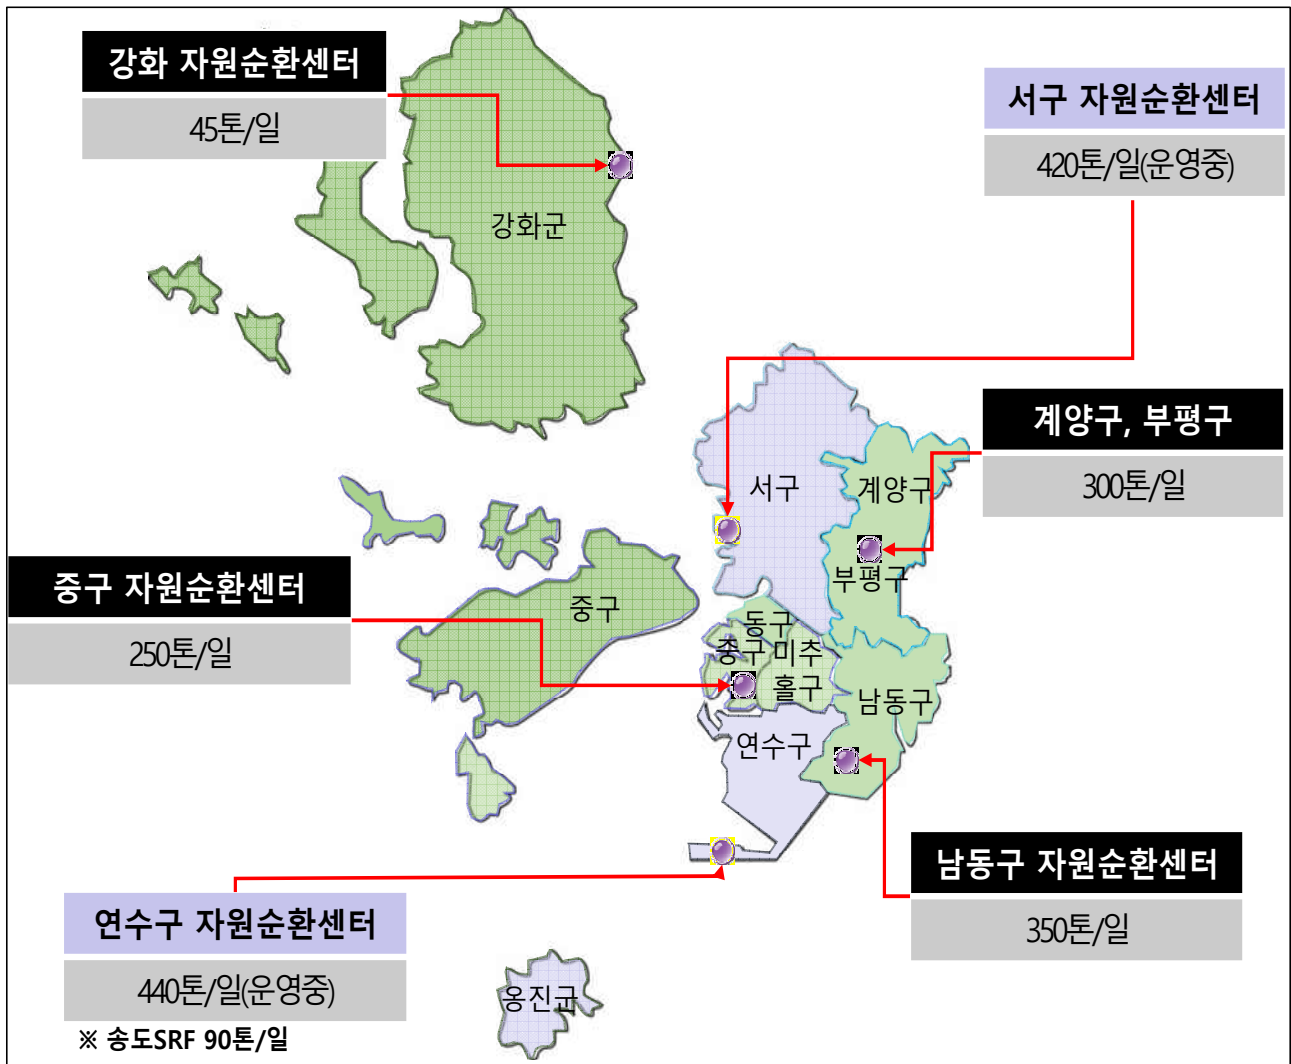 강화 자원순환센터
45톤/일
서구 자원순환센터
420톤/일(운영중)
강화군
계양구, 부평구
300톤/일
서구
계양구
부평구
중구 자원순환센터
250톤/일
중구
동구
중구
미추
홀구
남동구
연수구
남동구 자원순환센터
350톤/일
연수구 자원순환센터
440톤/일(운영중)
※ 송도SRF 90톤/일
옹진군